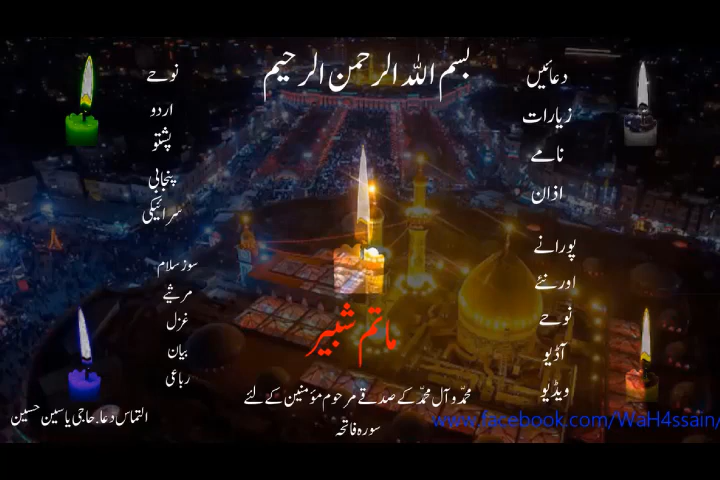 بسم اللہ الرحمن الرحیم
دعائیں
زیارات
نامے
اذان
پورانے
اور نئے
نوحے
آڈیو
ویڈیو
نوحے
اردو
پشتو
پنجابی
سرائیکی
سوز سلام
مرثیے
غزل
بیان
رباعی
ماتم شبیر
محمدؐ و آل محمدؐ کے صدقے مرحوم مؤمنین کے لئے
سورہ فاتحہ
التماس دعا۔ حاجی یاسین حسین
www.facebook.com/WaH4ssain/